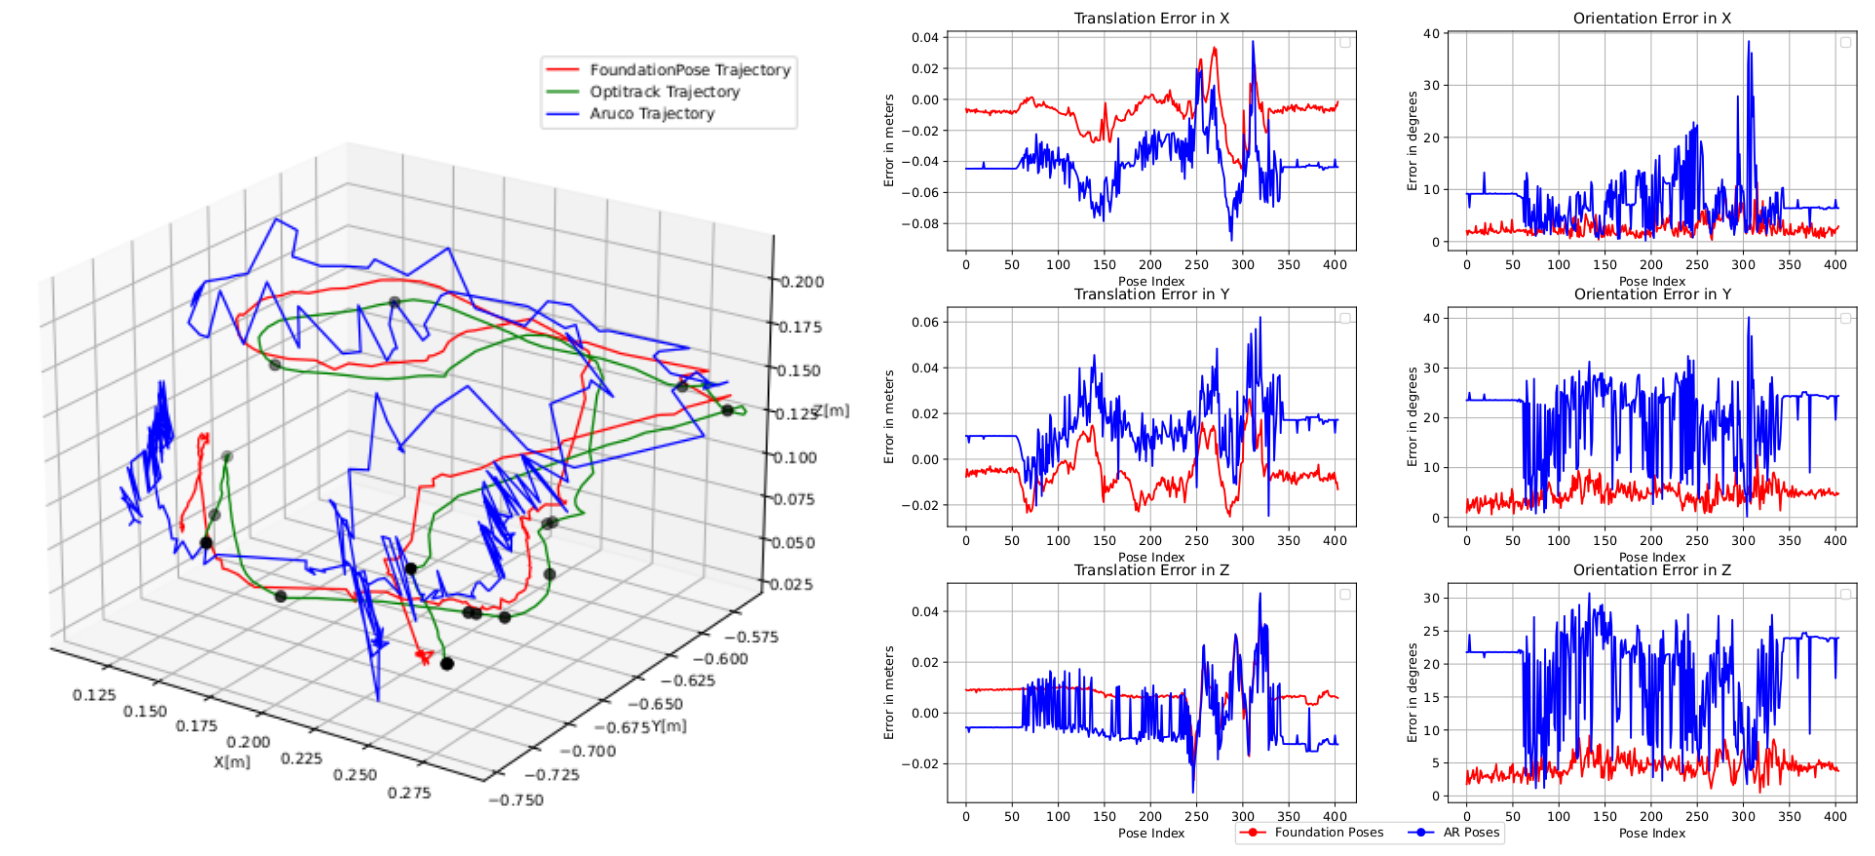 FoundationPose Trajectory
Optitrack Trajectory
Aruco Trajectory
0.200
0.175
0.150
0.125
Z[m]
0.100
0.075
0.050
0.025
−0.575
−0.600
−0.625
−0.650
−0.675
Y[m]
−0.700
−0.725
−0.750
0.125
0.150
0.175
0.200
0.225
0.250
0.275
X[m]
Translation Error in X
0.04
0.02
0.00
−0.02
−0.04
−0.06
−0.08
Error in meters
0 50 100 150 200 250 300 350 400
Pose Index
Orientation Error in X
40
30
20
10
0
Error in degrees
0 50 100 150 200 250 300 350 400
Pose Index
Translation Error in Y
0.06
0.04
0.02
0.00
−0.02
Error in meters
0 50 100 150 200 250 300 350 400
Pose Index
Orientation Error in Y
40
30
20
10
0
Error in degrees
0 50 100 150 200 250 300 350 400
Pose Index
Translation Error in Z
0.04
0.02
0.00
−0.02
Error in meters
0 50 100 150 200 250 300 350 400
Pose Index
Orientation Error in Z
30
25
20
15
10
5
0
Error in degrees
0 50 100 150 200 250 300 350 400
Pose Index
Foundation Poses
AR Poses